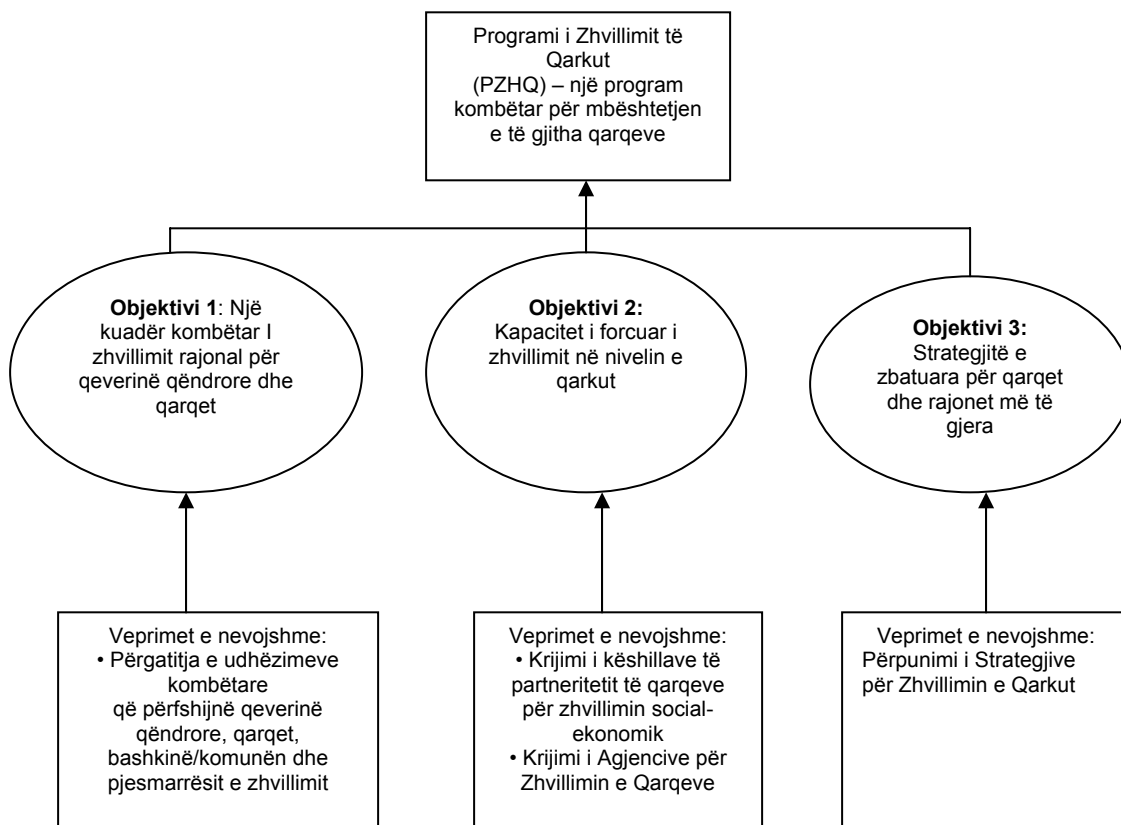 Programi i Zhvillimit të
Qarkut
(PZHQ) – një program
kombëtar për mbështetjen
e të gjitha qarqeve
Objektivi 1: Një
kuadër kombëtar I
zhvillimit rajonal për
qeverinë qëndrore dhe
qarqet
Objektivi 2:
Kapacitet i forcuar i
zhvillimit në nivelin e
qarkut
Objektivi 3:
Strategjitë e
zbatuara për qarqet
dhe rajonet më të
gjera
Veprimet e nevojshme:
• Përgatitja e udhëzimeve
kombëtare
që përfshijnë qeverinë
qëndrore, qarqet,
bashkinë/komunën dhe
pjesmarrësit e zhvillimit
Veprimet e nevojshme:
• Krijimi i këshillave të
partneritetit të qarqeve
për zhvillimin social-
ekonomik
• Krijimi i Agjencive për
Zhvillimin e Qarqeve
Veprimet e nevojshme:
Përpunimi i Strategjive
për Zhvillimin e Qarkut